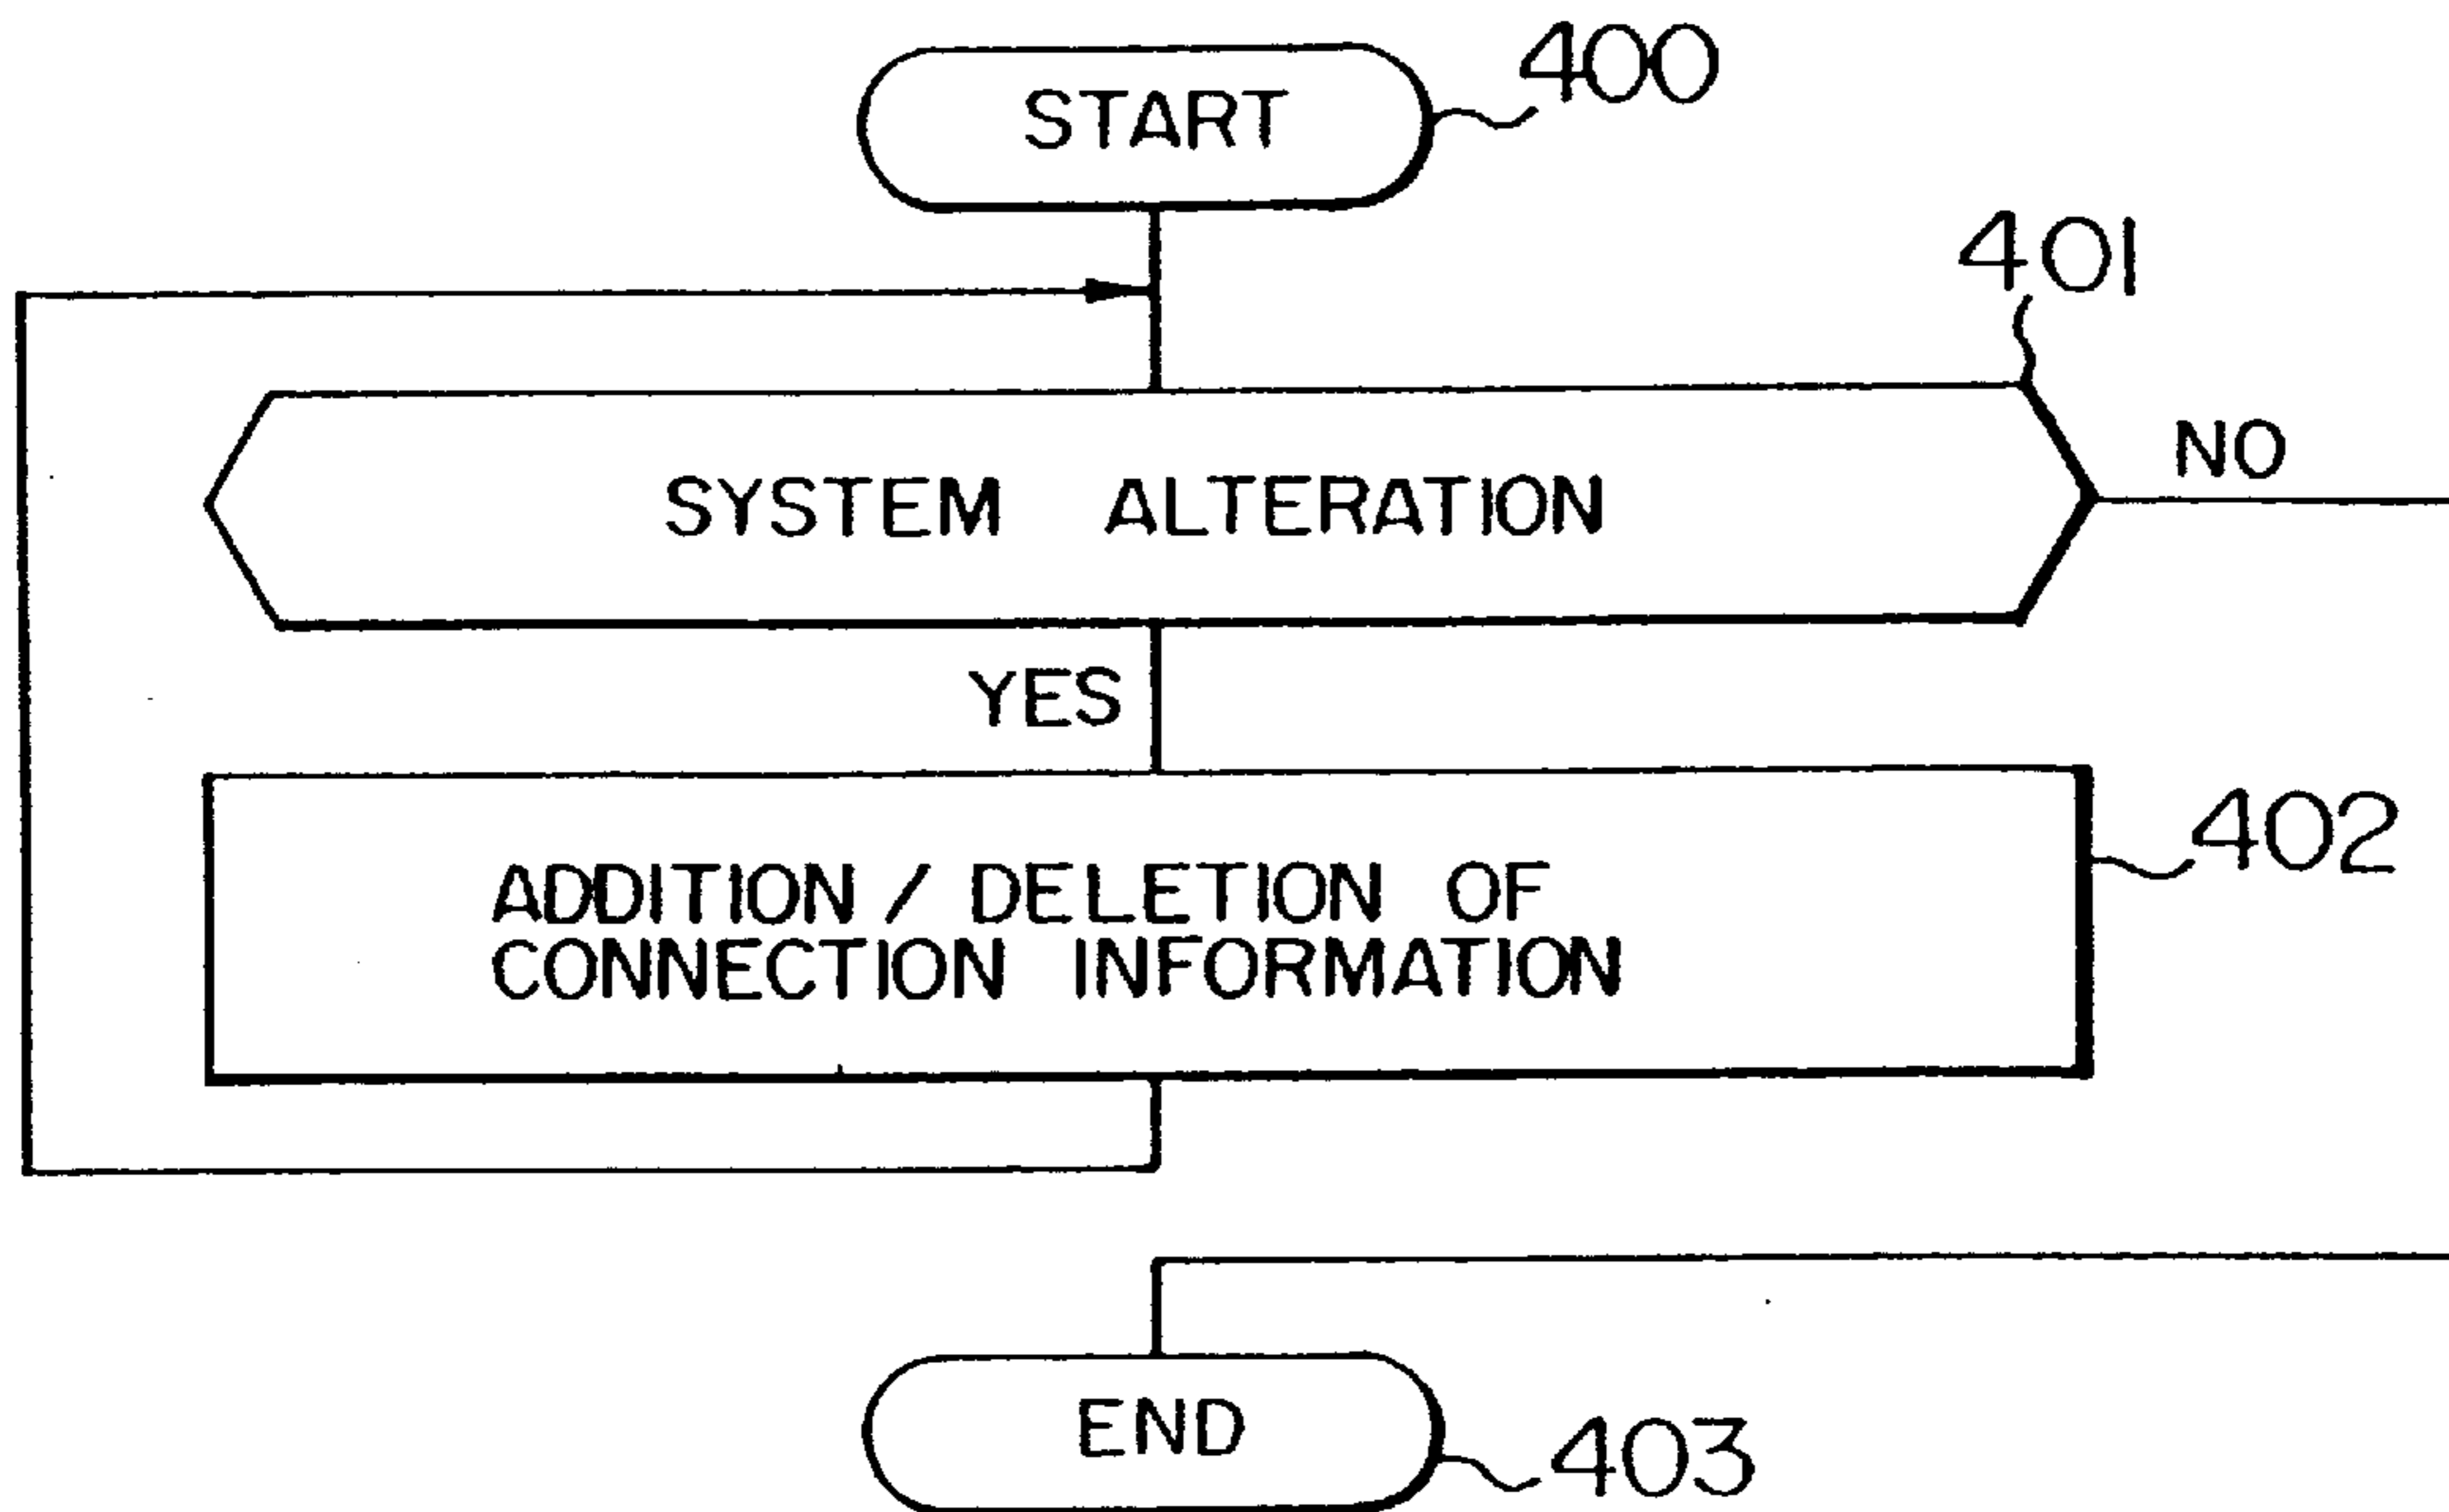 START
400
401
SYSTEM ALTERATION
NO
YES
402
ADDITION / DELETION OF
CONNECTION INFORMATION
END
403